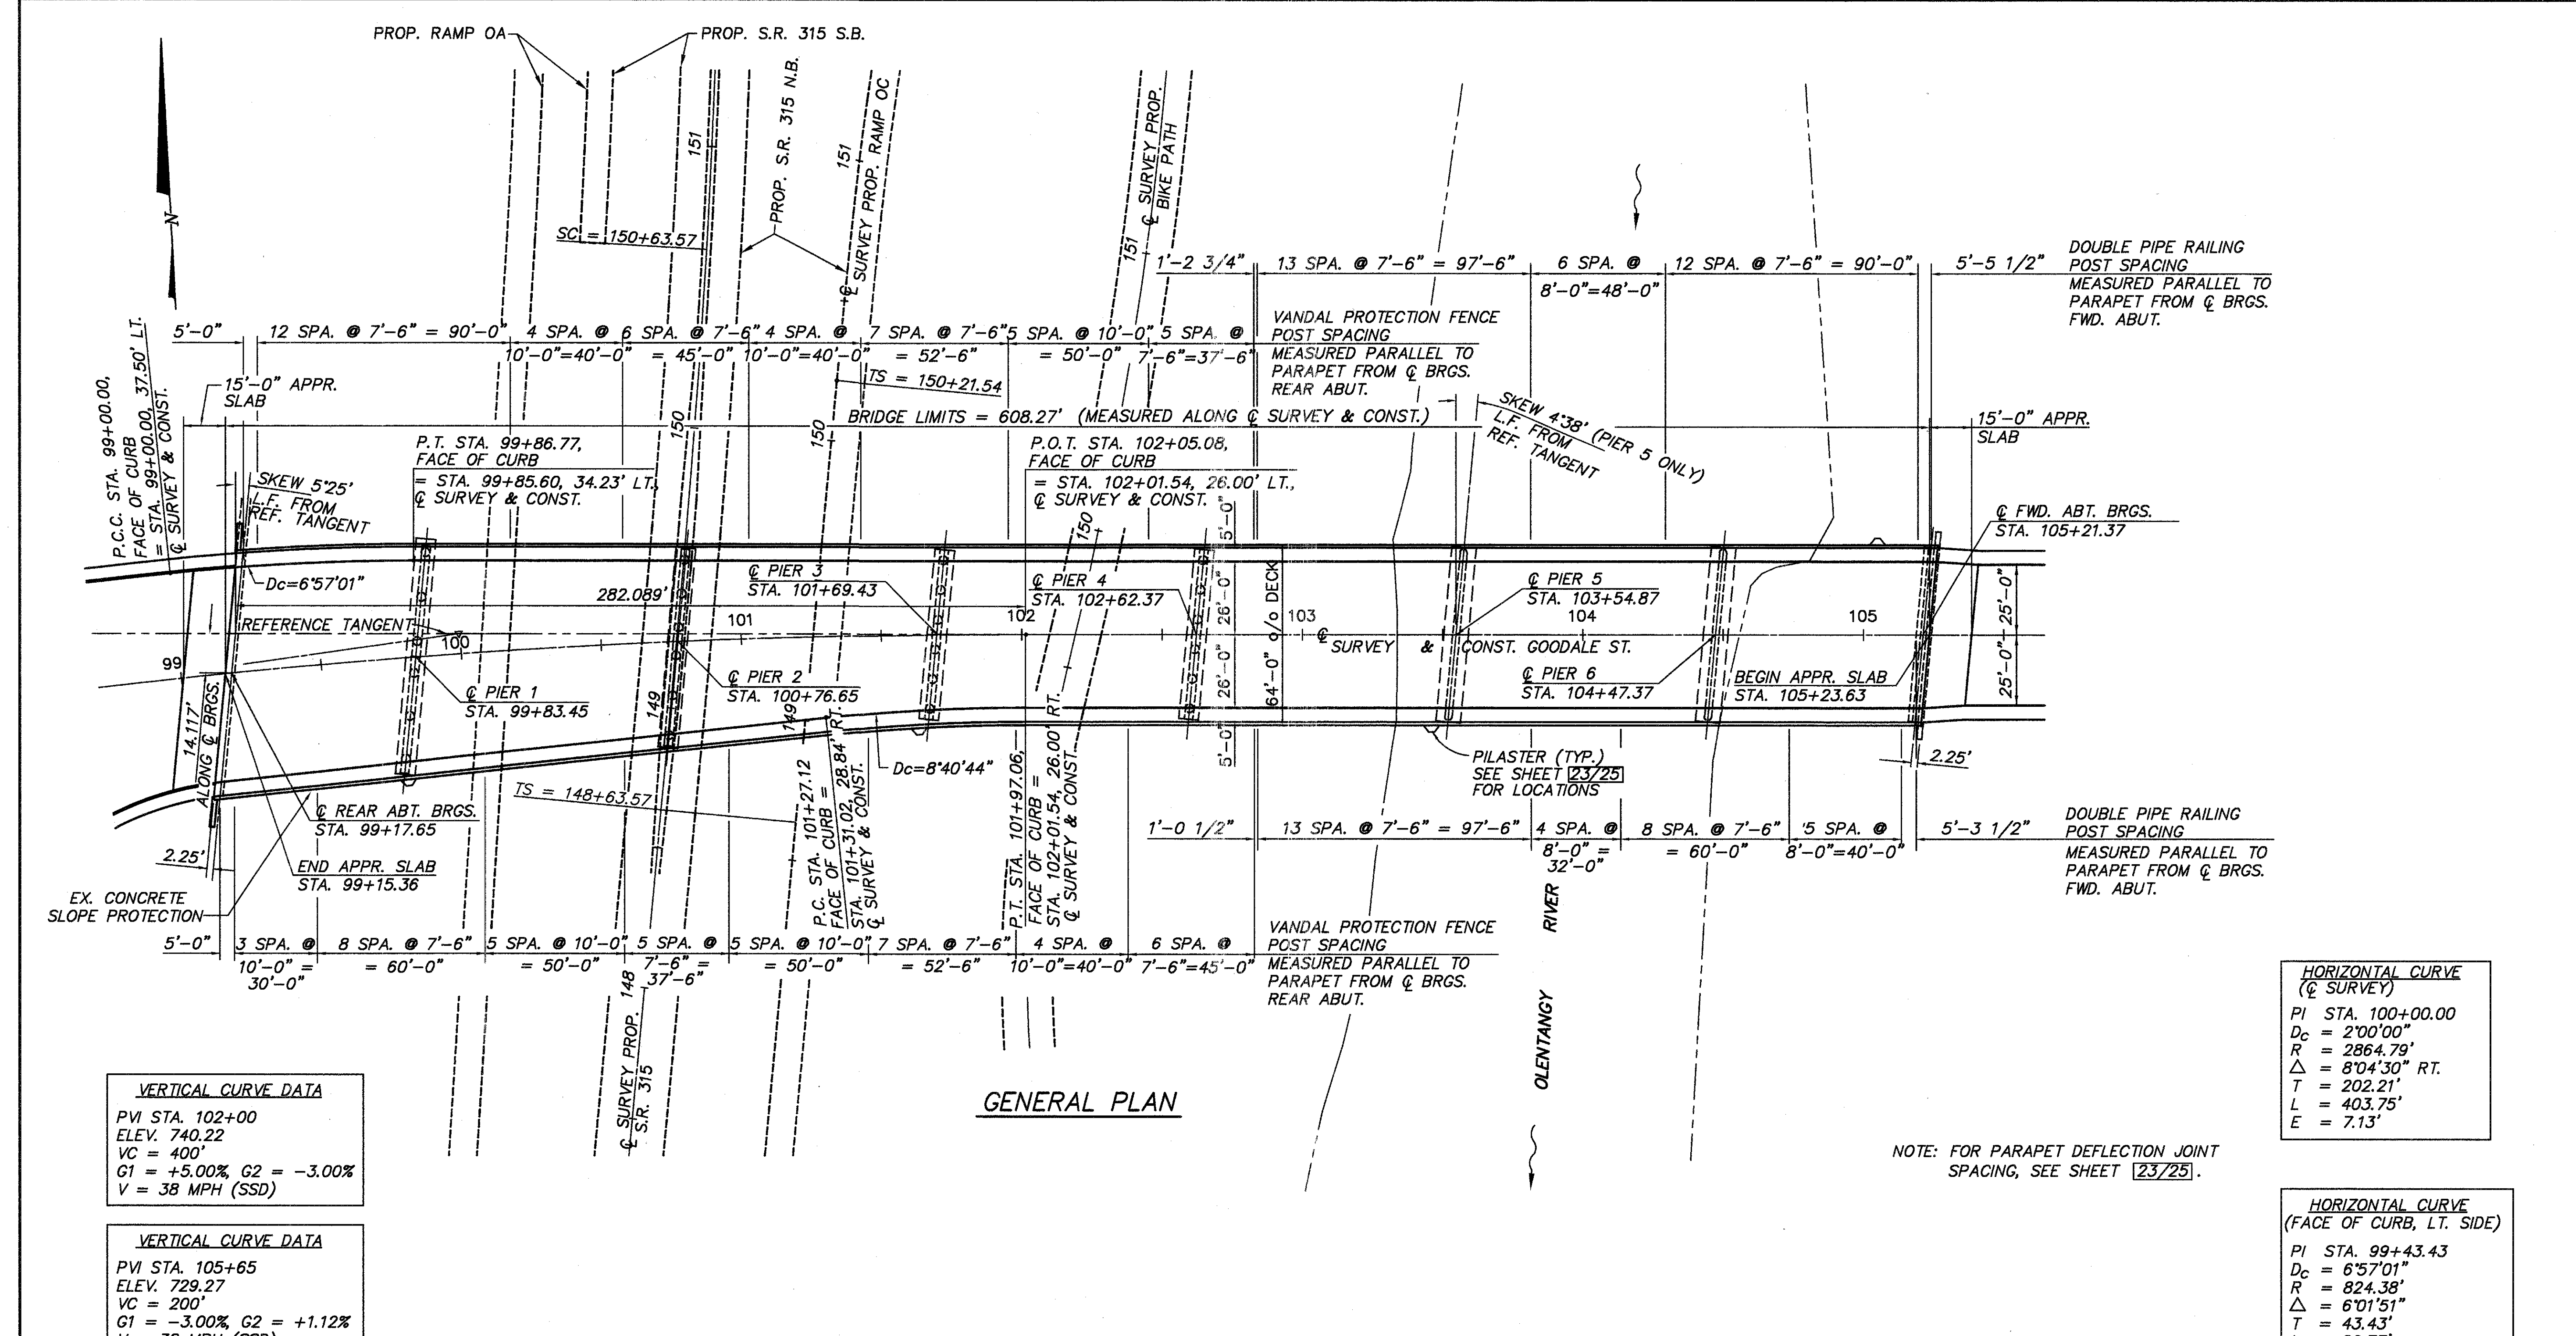 PROP. RAMP OA
PROP. S.R. 315 S.B.
PROP. S.R. 315 N.B.
℄ SURVEY PROP. RAMP OC
℄ SURVEY PROP.
BIKE PATH
151
151
151
N
SC = 150+63.57
1'-2 3/4"
13 SPA. @ 7'-6" = 97'-6"
6 SPA. @
8'-0"=48'-0"
12 SPA. @ 7'-6" = 90'-0"
5'-5 1/2"
DOUBLE PIPE RAILING
POST SPACING
MEASURED PARALLEL TO
PARAPET FROM ℄ BRGS.
FWD. ABUT.
5'-0"
12 SPA. @ 7'-6" = 90'-0"
4 SPA. @
10'-0"=40'-0"
6 SPA. @ 7'-6"
= 45'-0"
4 SPA. @
10'-0"=40'-0"
7 SPA. @ 7'-6"
= 52'-6"
5 SPA. @ 10'-0"
= 50'-0"
5 SPA. @
7'-6"=37'-6"
VANDAL PROTECTION FENCE
POST SPACING
MEASURED PARALLEL TO
PARAPET FROM ℄ BRGS.
REAR ABUT.
TS = 150+21.54
15'-0" APPR.
SLAB
BRIDGE LIMITS = 608.27' (MEASURED ALONG ℄ SURVEY & CONST.)
SKEW 4°38' (PIER 5 ONLY)
L.F. FROM
REF. TANGENT
15'-0" APPR.
SLAB
P.C.C. STA. 99+00.00,
FACE OF CURB
= STA. 99+00.00, 37.50' LT.
℄ SURVEY & CONST.
SKEW 5°25'
L.F. FROM
REF. TANGENT
P.T. STA. 99+86.77,
FACE OF CURB
= STA. 99+85.60, 34.23' LT.,
℄ SURVEY & CONST.
150
150
P.O.T. STA. 102+05.08,
FACE OF CURB
= STA. 102+01.54, 26.00' LT.,
℄ SURVEY & CONST.
150
℄ FWD. ABT. BRGS.
STA. 105+21.37
Dc=6°57'01"
282.089'
℄ PIER 3
STA. 101+69.43
℄ PIER 4
STA. 102+62.37
℄ PIER 5
STA. 103+54.87
5'-0"
26'-0"
26'-0"
5'-0"
64'-0" o/o DECK
25'-0"
25'-0"
REFERENCE TANGENT
99
100
101
102
103
104
105
℄ SURVEY & CONST. GOODALE ST.
℄ PIER 1
STA. 99+83.45
℄ PIER 2
STA. 100+76.65
℄ PIER 6
STA. 104+47.37
BEGIN APPR. SLAB
STA. 105+23.63
14.117'
ALONG ℄ BRGS.
149
149
Dc=8°40'44"
PILASTER (TYP.)
SEE SHEET 23/25
FOR LOCATIONS
2.25'
TS = 148+63.57
℄ REAR ABT. BRGS.
STA. 99+17.65
2.25'
END APPR. SLAB
STA. 99+15.36
EX. CONCRETE
SLOPE PROTECTION
P.C. STA. 101+27.12
FACE OF CURB =
STA. 101+31.02, 28.84' RT.
℄ SURVEY & CONST.
P.T. STA. 101+97.06,
FACE OF CURB =
STA. 102+01.54, 26.00' RT.
℄ SURVEY & CONST.
1'-0 1/2"
13 SPA. @ 7'-6" = 97'-6"
4 SPA. @
8'-0" =
32'-0"
8 SPA. @ 7'-6"
= 60'-0"
5 SPA. @
8'-0"=40'-0"
5'-3 1/2"
DOUBLE PIPE RAILING
POST SPACING
MEASURED PARALLEL TO
PARAPET FROM ℄ BRGS.
FWD. ABUT.
5'-0"
3 SPA. @
10'-0" =
30'-0"
8 SPA. @ 7'-6"
= 60'-0"
5 SPA. @ 10'-0"
= 50'-0"
5 SPA. @
7'-6" =
37'-6"
5 SPA. @ 10'-0"
= 50'-0"
7 SPA. @ 7'-6"
= 52'-6"
4 SPA. @
10'-0"=40'-0"
6 SPA. @
7'-6"=45'-0"
VANDAL PROTECTION FENCE
POST SPACING
MEASURED PARALLEL TO
PARAPET FROM ℄ BRGS.
REAR ABUT.
148
℄ SURVEY PROP.
S.R. 315
OLENTANGY RIVER
GENERAL PLAN
NOTE: FOR PARAPET DEFLECTION JOINT
SPACING, SEE SHEET 23/25.
VERTICAL CURVE DATA
PVI STA. 102+00
ELEV. 740.22
VC = 400'
G1 = +5.00%, G2 = -3.00%
V = 38 MPH (SSD)
VERTICAL CURVE DATA
PVI STA. 105+65
ELEV. 729.27
VC = 200'
G1 = -3.00%, G2 = +1.12%
HORIZONTAL CURVE
(℄ SURVEY)
PI STA. 100+00.00
Dc = 2°00'00"
R = 2864.79'
△ = 8°04'30" RT.
T = 202.21'
L = 403.75'
E = 7.13'
HORIZONTAL CURVE
(FACE OF CURB, LT. SIDE)
PI STA. 99+43.43
Dc = 6°57'01"
R = 824.38'
△ = 6°01'51"
T = 43.43'